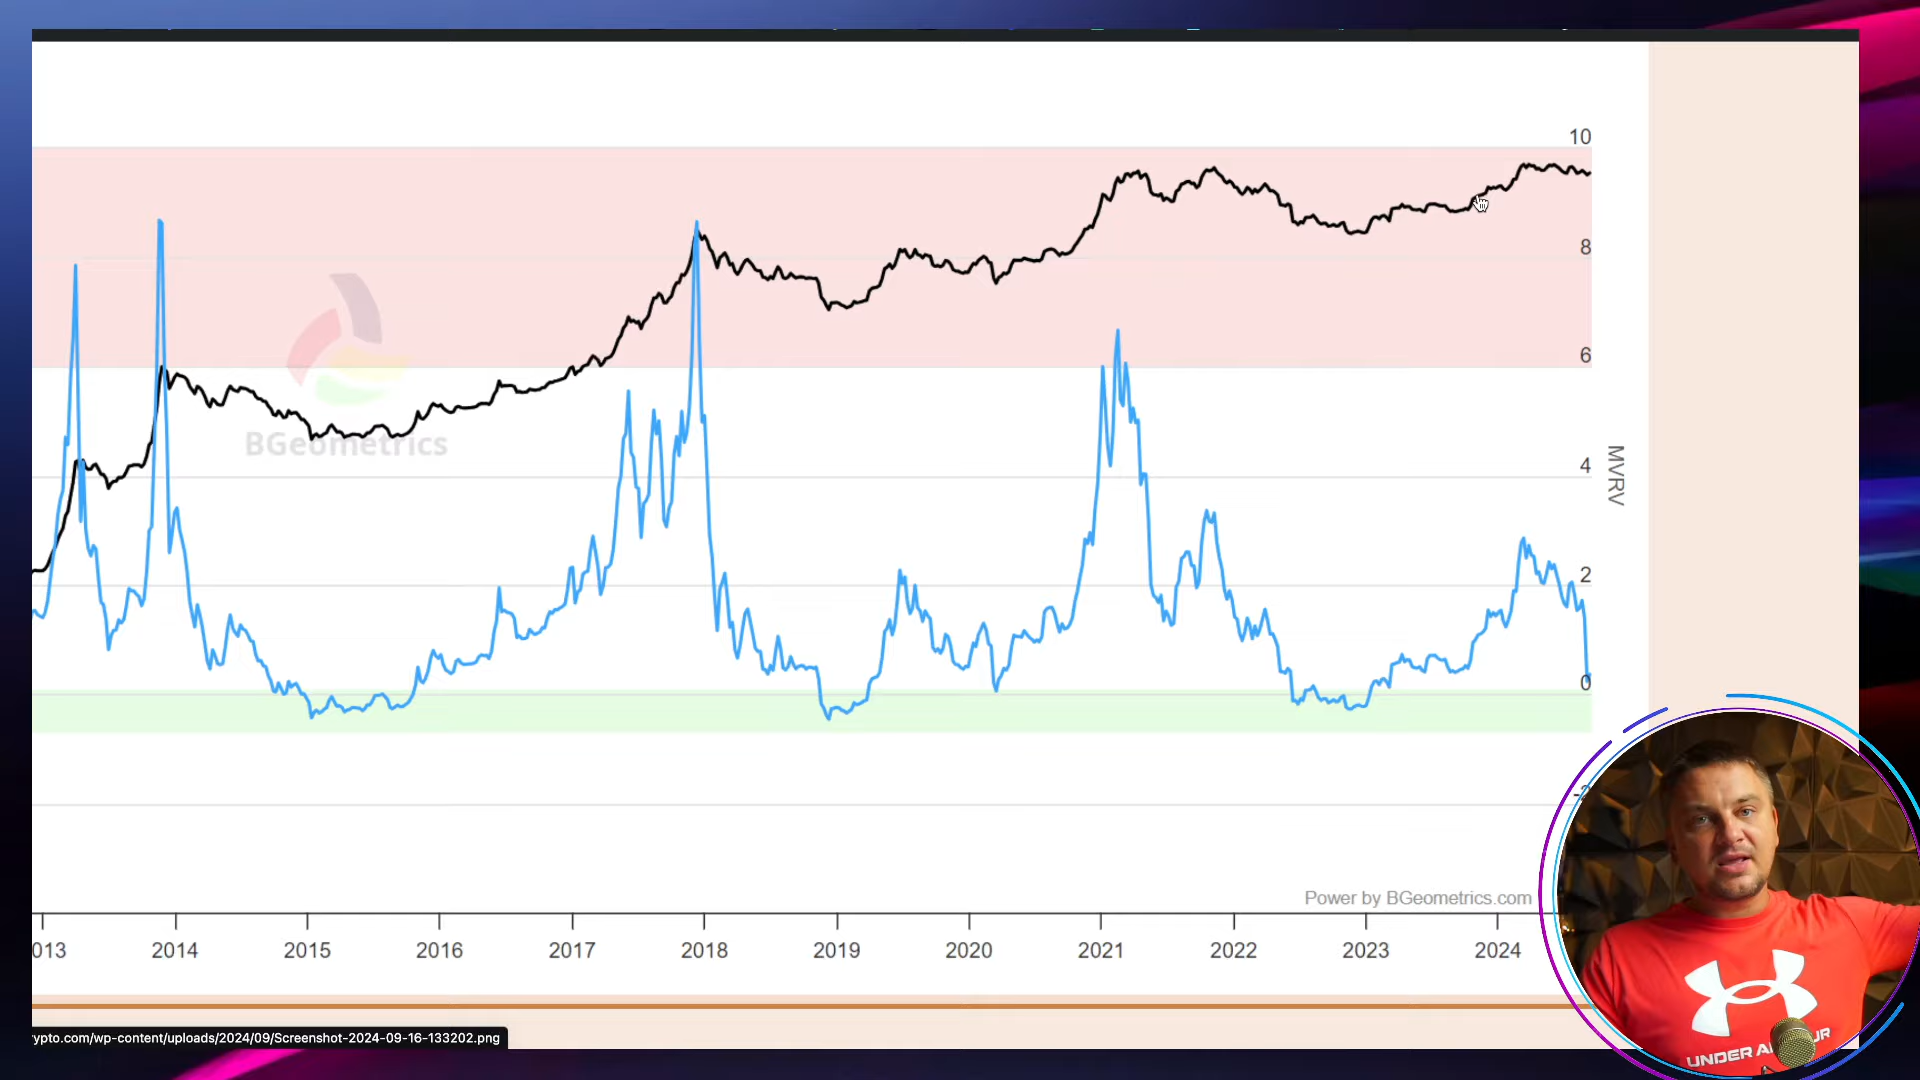 10
8
6
4
2
0
-2
MVRV
BGeometrics
Power by BGeometrics.com
013 2014 2015 2016 2017 2018 2019 2020 2021 2022 2023 2024
rypto.com/wp-content/uploads/2024/09/Screenshot-2024-09-16-133202.png
UNDER A UR